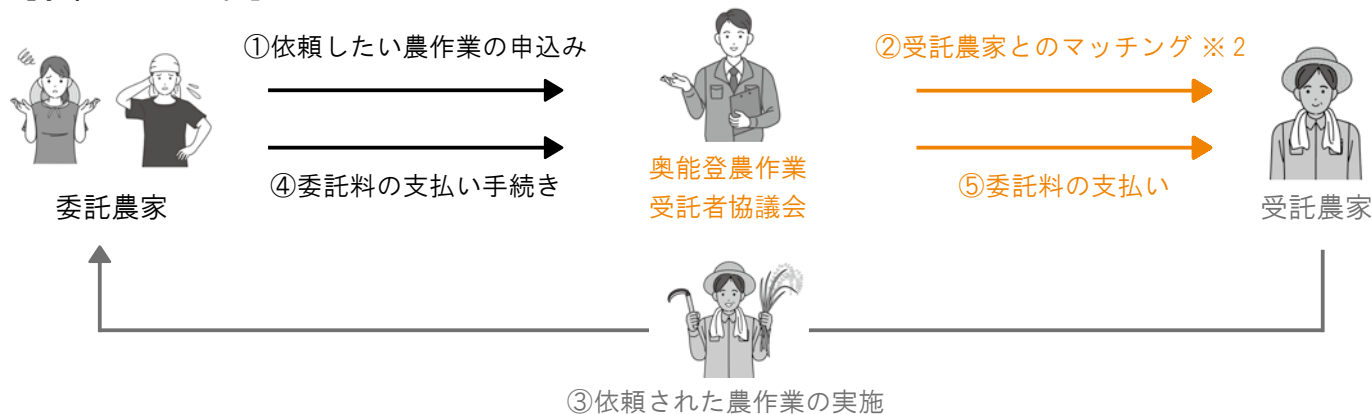 ①依頼したい農作業の申込み
②受託農家とのマッチング ※2
④委託料の支払い手続き
奥能登農作業
受託者協議会
⑤委託料の支払い
委託農家
受託農家
③依頼された農作業の実施